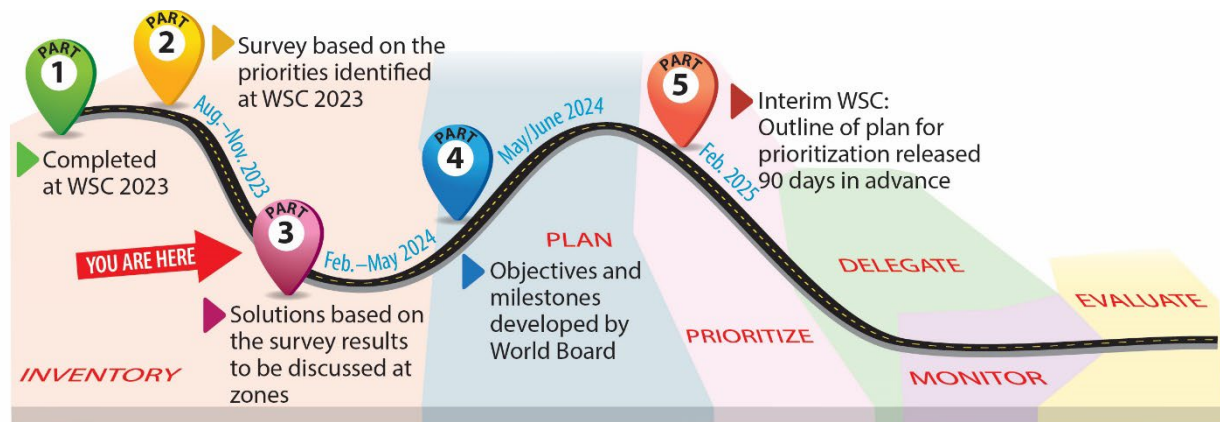 PART
1
Completed
at WSC 2023
PART
2
Survey based on the
priorities identified
at WSC 2023
Aug.–Nov. 2023
YOU ARE HERE
PART
3
Solutions based on
the survey results
to be discussed at
zones
INVENTORY
Feb.–May 2024
PART
4
PLAN
Objectives and
milestones
developed by
World Board
May/June 2024
PART
5
Interim WSC:
Outline of plan for
prioritization released
90 days in advance
Feb. 2025
PRIORITIZE
DELEGATE
MONITOR
EVALUATE